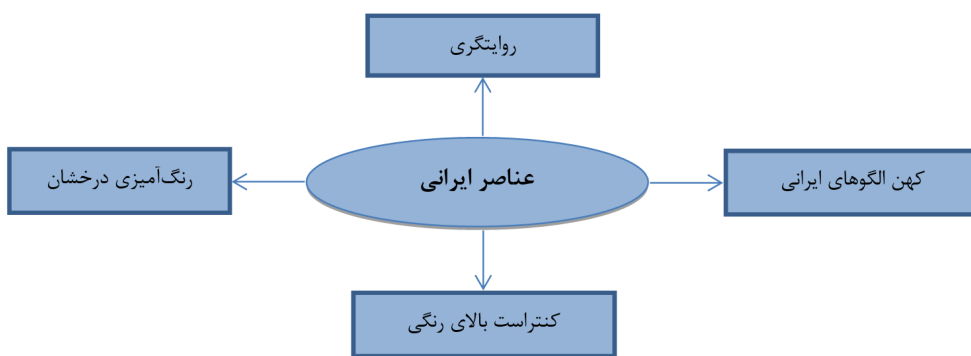 روایتگری
کهن الگوهای ایرانی
عناصر ایرانی
رنگ‌آمیزی درخشان
کنتراست بالای رنگی